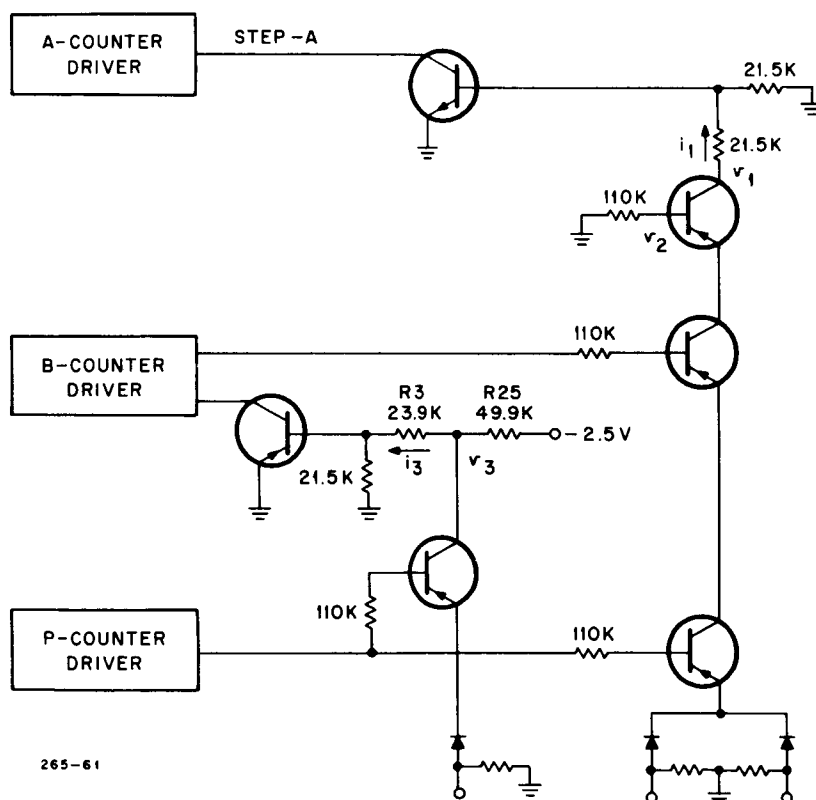 A-COUNTER
DRIVER
STEP-A
21.5K
i1
21.5K
v1
110K
v2
110K
B-COUNTER
DRIVER
R3
23.9K
R25
49.9K
-2.5V
i3
v3
21.5K
110K
110K
P-COUNTER
DRIVER
265-61